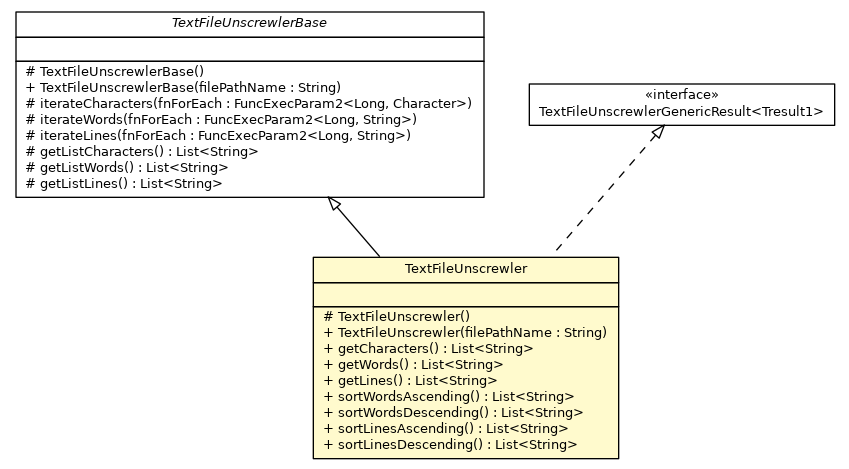 TextFileUnscrewlerBase
# TextFileUnscrewlerBase()
+ TextFileUnscrewlerBase(filePathName : String)
# iterateCharacters(fnForEach : FuncExecParam2<Long, Character>)
# iterateWords(fnForEach : FuncExecParam2<Long, String>)
# iterateLines(fnForEach : FuncExecParam2<Long, String>)
# getListCharacters() : List<String>
# getListWords() : List<String>
# getListLines() : List<String>
«interface»
TextFileUnscrewlerGenericResult<Tresult1>
TextFileUnscrewler
# TextFileUnscrewler()
+ TextFileUnscrewler(filePathName : String)
+ getCharacters() : List<String>
+ getWords() : List<String>
+ getLines() : List<String>
+ sortWordsAscending() : List<String>
+ sortWordsDescending() : List<String>
+ sortLinesAscending() : List<String>
+ sortLinesDescending() : List<String>